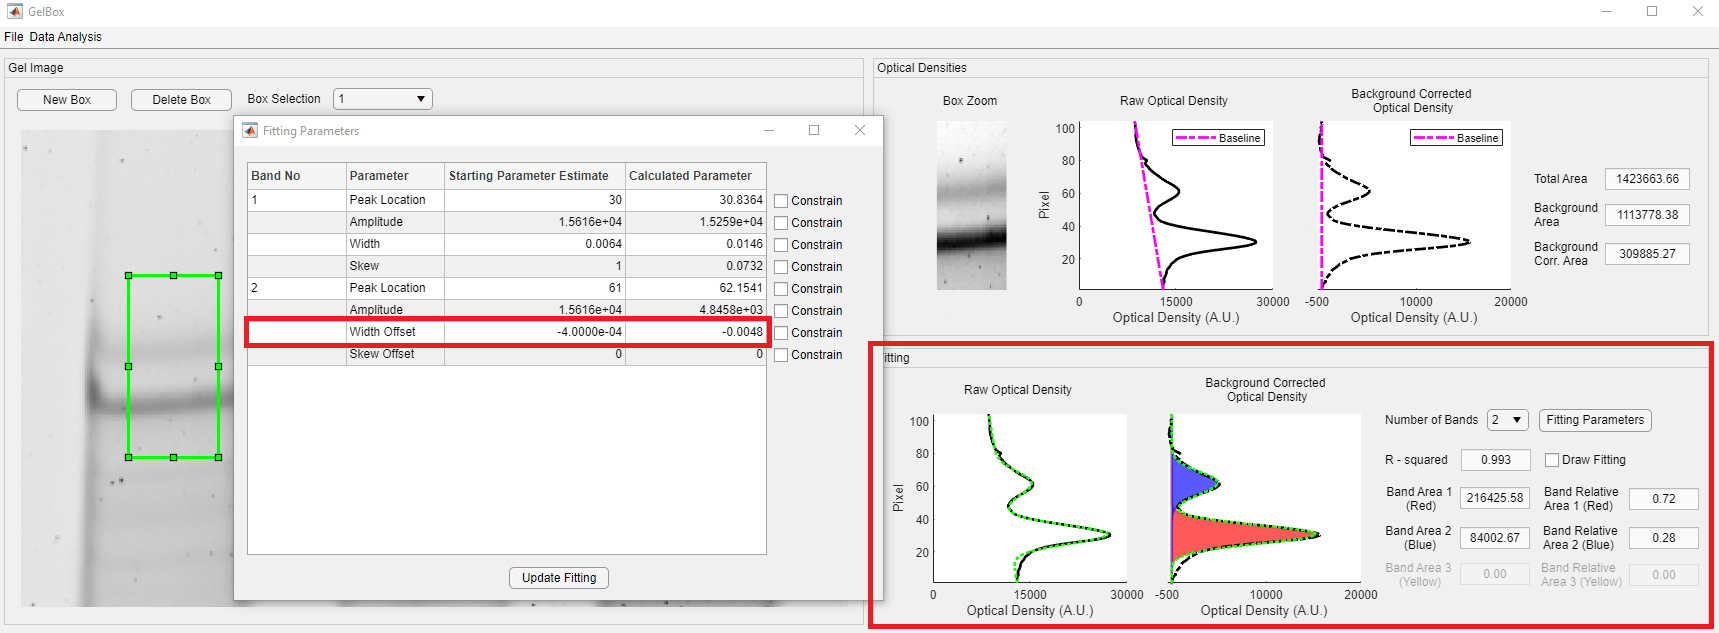 GelBox
File Data Analysis
Gel Image
New Box
Delete Box
Box Selection
1
Fitting Parameters
Band No Parameter Starting Parameter Estimate Calculated Parameter
1 Peak Location 30 30.8364 Constrain
Amplitude 1.5616e+04 1.5259e+04 Constrain
Width 0.0064 0.0146 Constrain
Skew 1 0.0732 Constrain
2 Peak Location 61 62.1541 Constrain
Amplitude 1.5616e+04 4.8458e+03 Constrain
Width Offset -4.0000e-04 -0.0048 Constrain
Skew Offset 0 0 Constrain
Update Fitting
Optical Densities
Box Zoom
Raw Optical Density
Baseline
100
80
60
40
20
Pixel
0 15000 30000
Optical Density (A.U.)
Background Corrected
Optical Density
Baseline
-500 10000 20000
Optical Density (A.U.)
Total Area 1423663.66
Background
Area
1113778.38
Background
Corr. Area
309885.27
Raw Optical Density
100
80
60
40
20
Pixel
0 15000 30000
Optical Density (A.U.)
Background Corrected
Optical Density
-500 10000 20000
Optical Density (A.U.)
Number of Bands 2 Fitting Parameters
R - squared 0.993 Draw Fitting
Band Area 1
(Red)
216425.58
Band Relative
Area 1 (Red)
0.72
Band Area 2
(Blue)
84002.67
Band Relative
Area 2 (Blue)
0.28
Band Area 3
(Yellow)
0.00
Band Relative
Area 3 (Yellow)
0.00